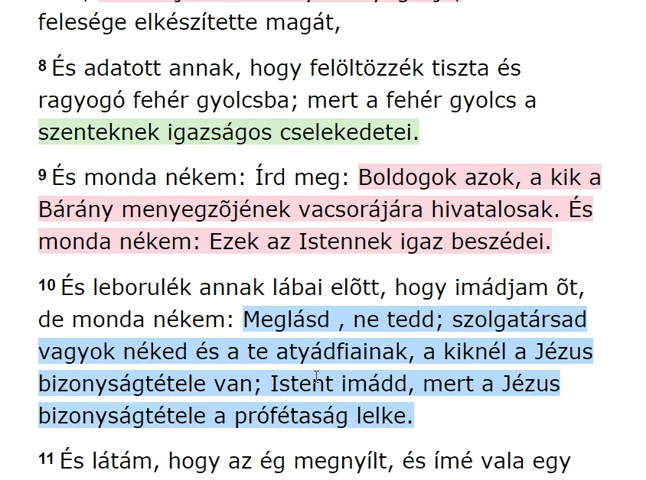 felesége elkészítette magát,
8 És adatott annak, hogy felöltözzék tiszta és
ragyogó fehér gyolcsba; mert a fehér gyolcs a
szenteknek igazságos cselekedetei.
9 És monda nékem: Írd meg: Boldogok azok, a kik a
Bárány menyegzõjének vacsorájára hivatalosak. És
monda nékem: Ezek az Istennek igaz beszédei.
10 És leborulék annak lábai elõtt, hogy imádjam õt,
de monda nékem: Meglásd , ne tedd; szolgatársad
vagyok néked és a te atyádfiainak, a kiknél a Jézus
bizonyságtétele van; Istent imádd, mert a Jézus
bizonyságtétele a prófétaság lelke.
11 És látám, hogy az ég megnyílt, és ímé vala egy